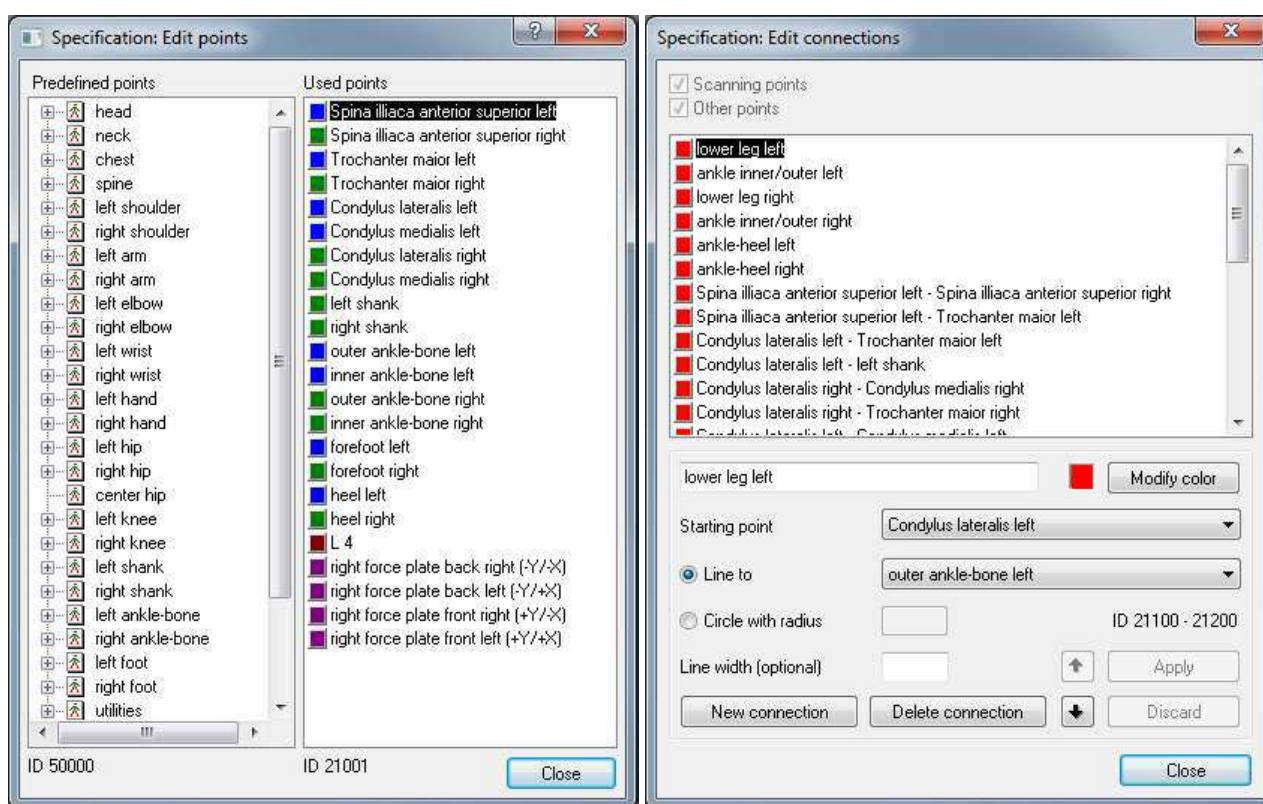 Specification: Edit points
Predefined points
head
neck
chest
spine
left shoulder
right shoulder
left arm
right arm
left elbow
right elbow
left wrist
right wrist
left hand
right hand
left hip
right hip
center hip
left knee
right knee
left shank
right shank
left ankle-bone
right ankle-bone
left foot
right foot
utilities
ID 50000
Used points
Spina illiaca anterior superior left
Spina illiaca anterior superior right
Trochanter maior left
Trochanter maior right
Condylus lateralis left
Condylus medialis left
Condylus lateralis right
Condylus medialis right
left shank
right shank
outer ankle-bone left
inner ankle-bone left
outer ankle-bone right
inner ankle-bone right
forefoot left
forefoot right
heel left
heel right
L 4
right force plate back right (-Y/-X)
right force plate back left (-Y/+X)
right force plate front right (+Y/-X)
right force plate front left (+Y/+X)
ID 21001
Close
Specification: Edit connections
Scanning points
Other points
lower leg left
ankle inner/outer left
lower leg right
ankle inner/outer right
ankle-heel left
ankle-heel right
Spina illiaca anterior superior left - Spina illiaca anterior superior right
Spina illiaca anterior superior left - Trochanter maior left
Condylus lateralis left - Trochanter maior left
Condylus lateralis left - left shank
Condylus lateralis right - Condylus medialis right
Condylus lateralis right - Trochanter maior right
Condylus lateralis left - Condylus medialis left
lower leg left
Modify color
Starting point Condylus lateralis left
Line to outer ankle-bone left
Circle with radius ID 21100 - 21200
Line width (optional) Apply
New connection Delete connection Discard
Close